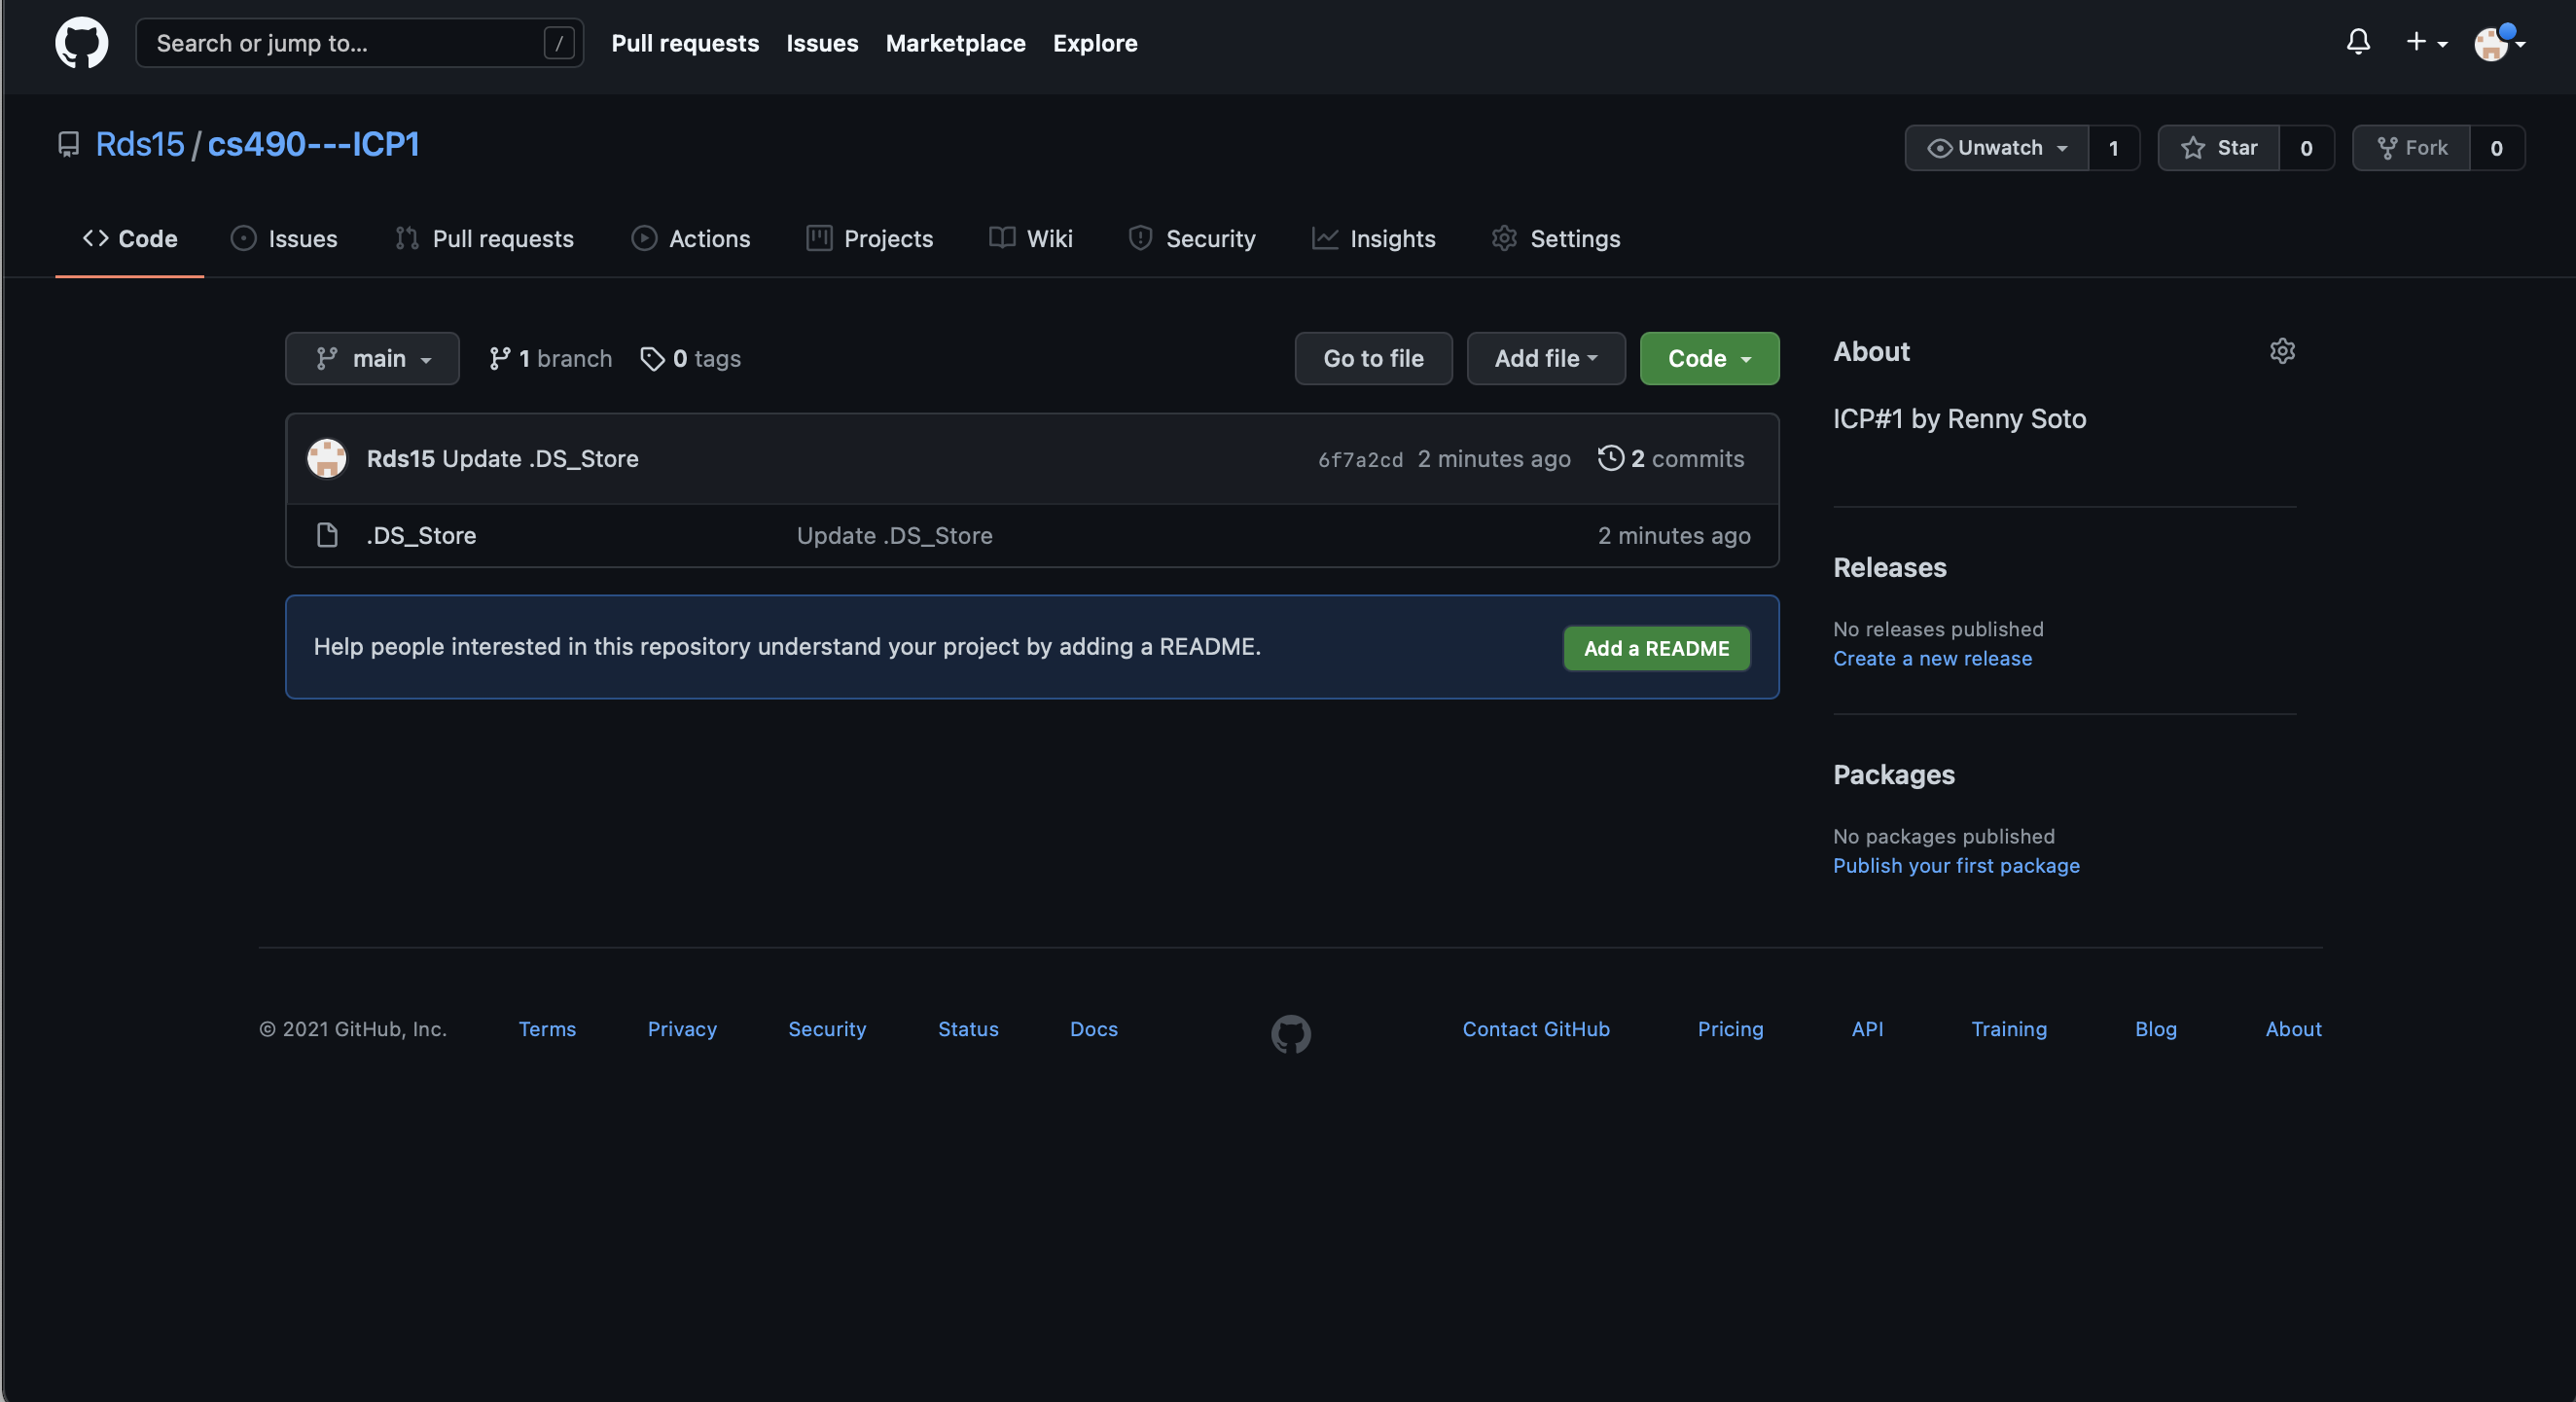 Search or jump to... / Pull requests Issues Marketplace Explore
Rds15 / cs490---ICP1 Unwatch 1 Star 0 Fork 0
Code Issues Pull requests Actions Projects Wiki Security Insights Settings
main 1 branch 0 tags Go to file Add file Code
Rds15 Update .DS_Store 6f7a2cd 2 minutes ago 2 commits
.DS_Store Update .DS_Store 2 minutes ago
Help people interested in this repository understand your project by adding a README. Add a README
About
ICP#1 by Renny Soto
Releases
No releases published
Create a new release
Packages
No packages published
Publish your first package
© 2021 GitHub, Inc. Terms Privacy Security Status Docs Contact GitHub Pricing API Training Blog About